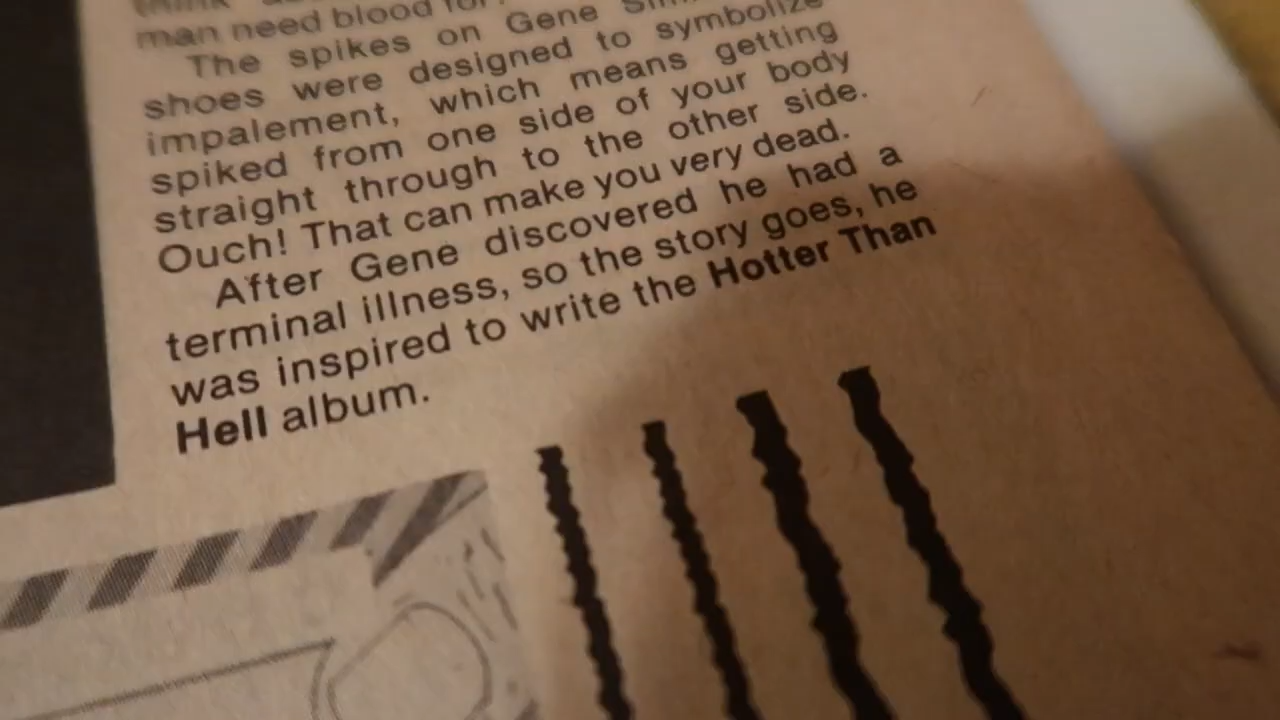 man need blood for
The spikes on Gene
shoes were designed to symbolize
impalement, which means getting
spiked from one side of your body
straight through to the other side.
Ouch! That can make you very dead.
After Gene discovered he had a
terminal illness, so the story goes, he
was inspired to write the Hotter Than
Hell album.